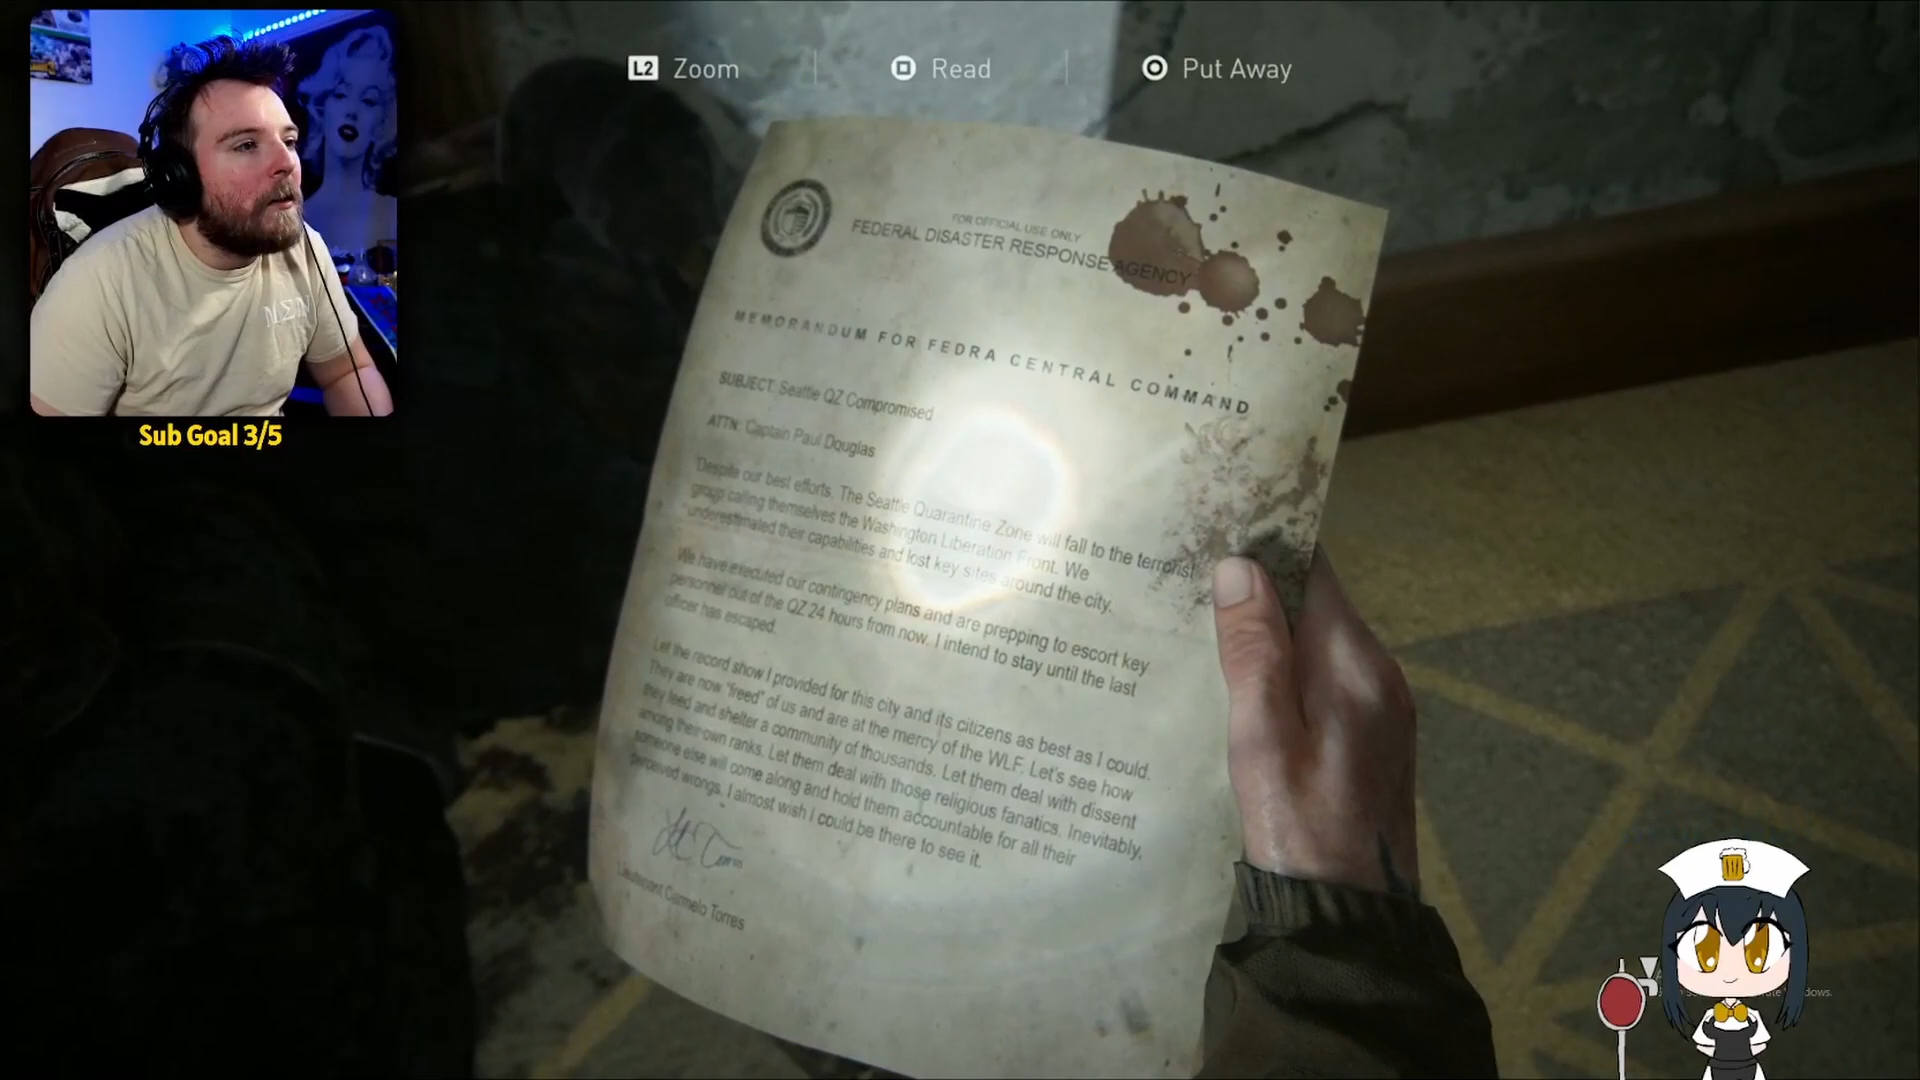 L2 Zoom
Read
Put Away
Sub Goal 3/5
FOR OFFICIAL USE ONLY
FEDERAL DISASTER RESPONSE AGENCY
MEMORANDUM FOR FEDRA CENTRAL COMMAND
SUBJECT: Seattle QZ Compromised
ATTN: Captain Paul Douglas
Despite our best efforts. The Seattle Quarantine Zone will fall to the terrorist
group calling themselves the Washington Liberation Front. We
underestimated their capabilities and lost key sites around the city.
We have executed our contingency plans and are prepping to escort key
personnel out of the QZ 24 hours from now. I intend to stay until the last
officer has escaped.
Let the record show I provided for this city and its citizens as best as I could.
They are now "freed" of us and are at the mercy of the WLF. Let's see how
they feed and shelter a community of thousands. Let them deal with dissent
among their own ranks. Let them deal with those religious fanatics. Inevitably,
someone else will come along and hold them accountable for all their
perceived wrongs. I almost wish I could be there to see it.
Lieutenant Carmelo Torres